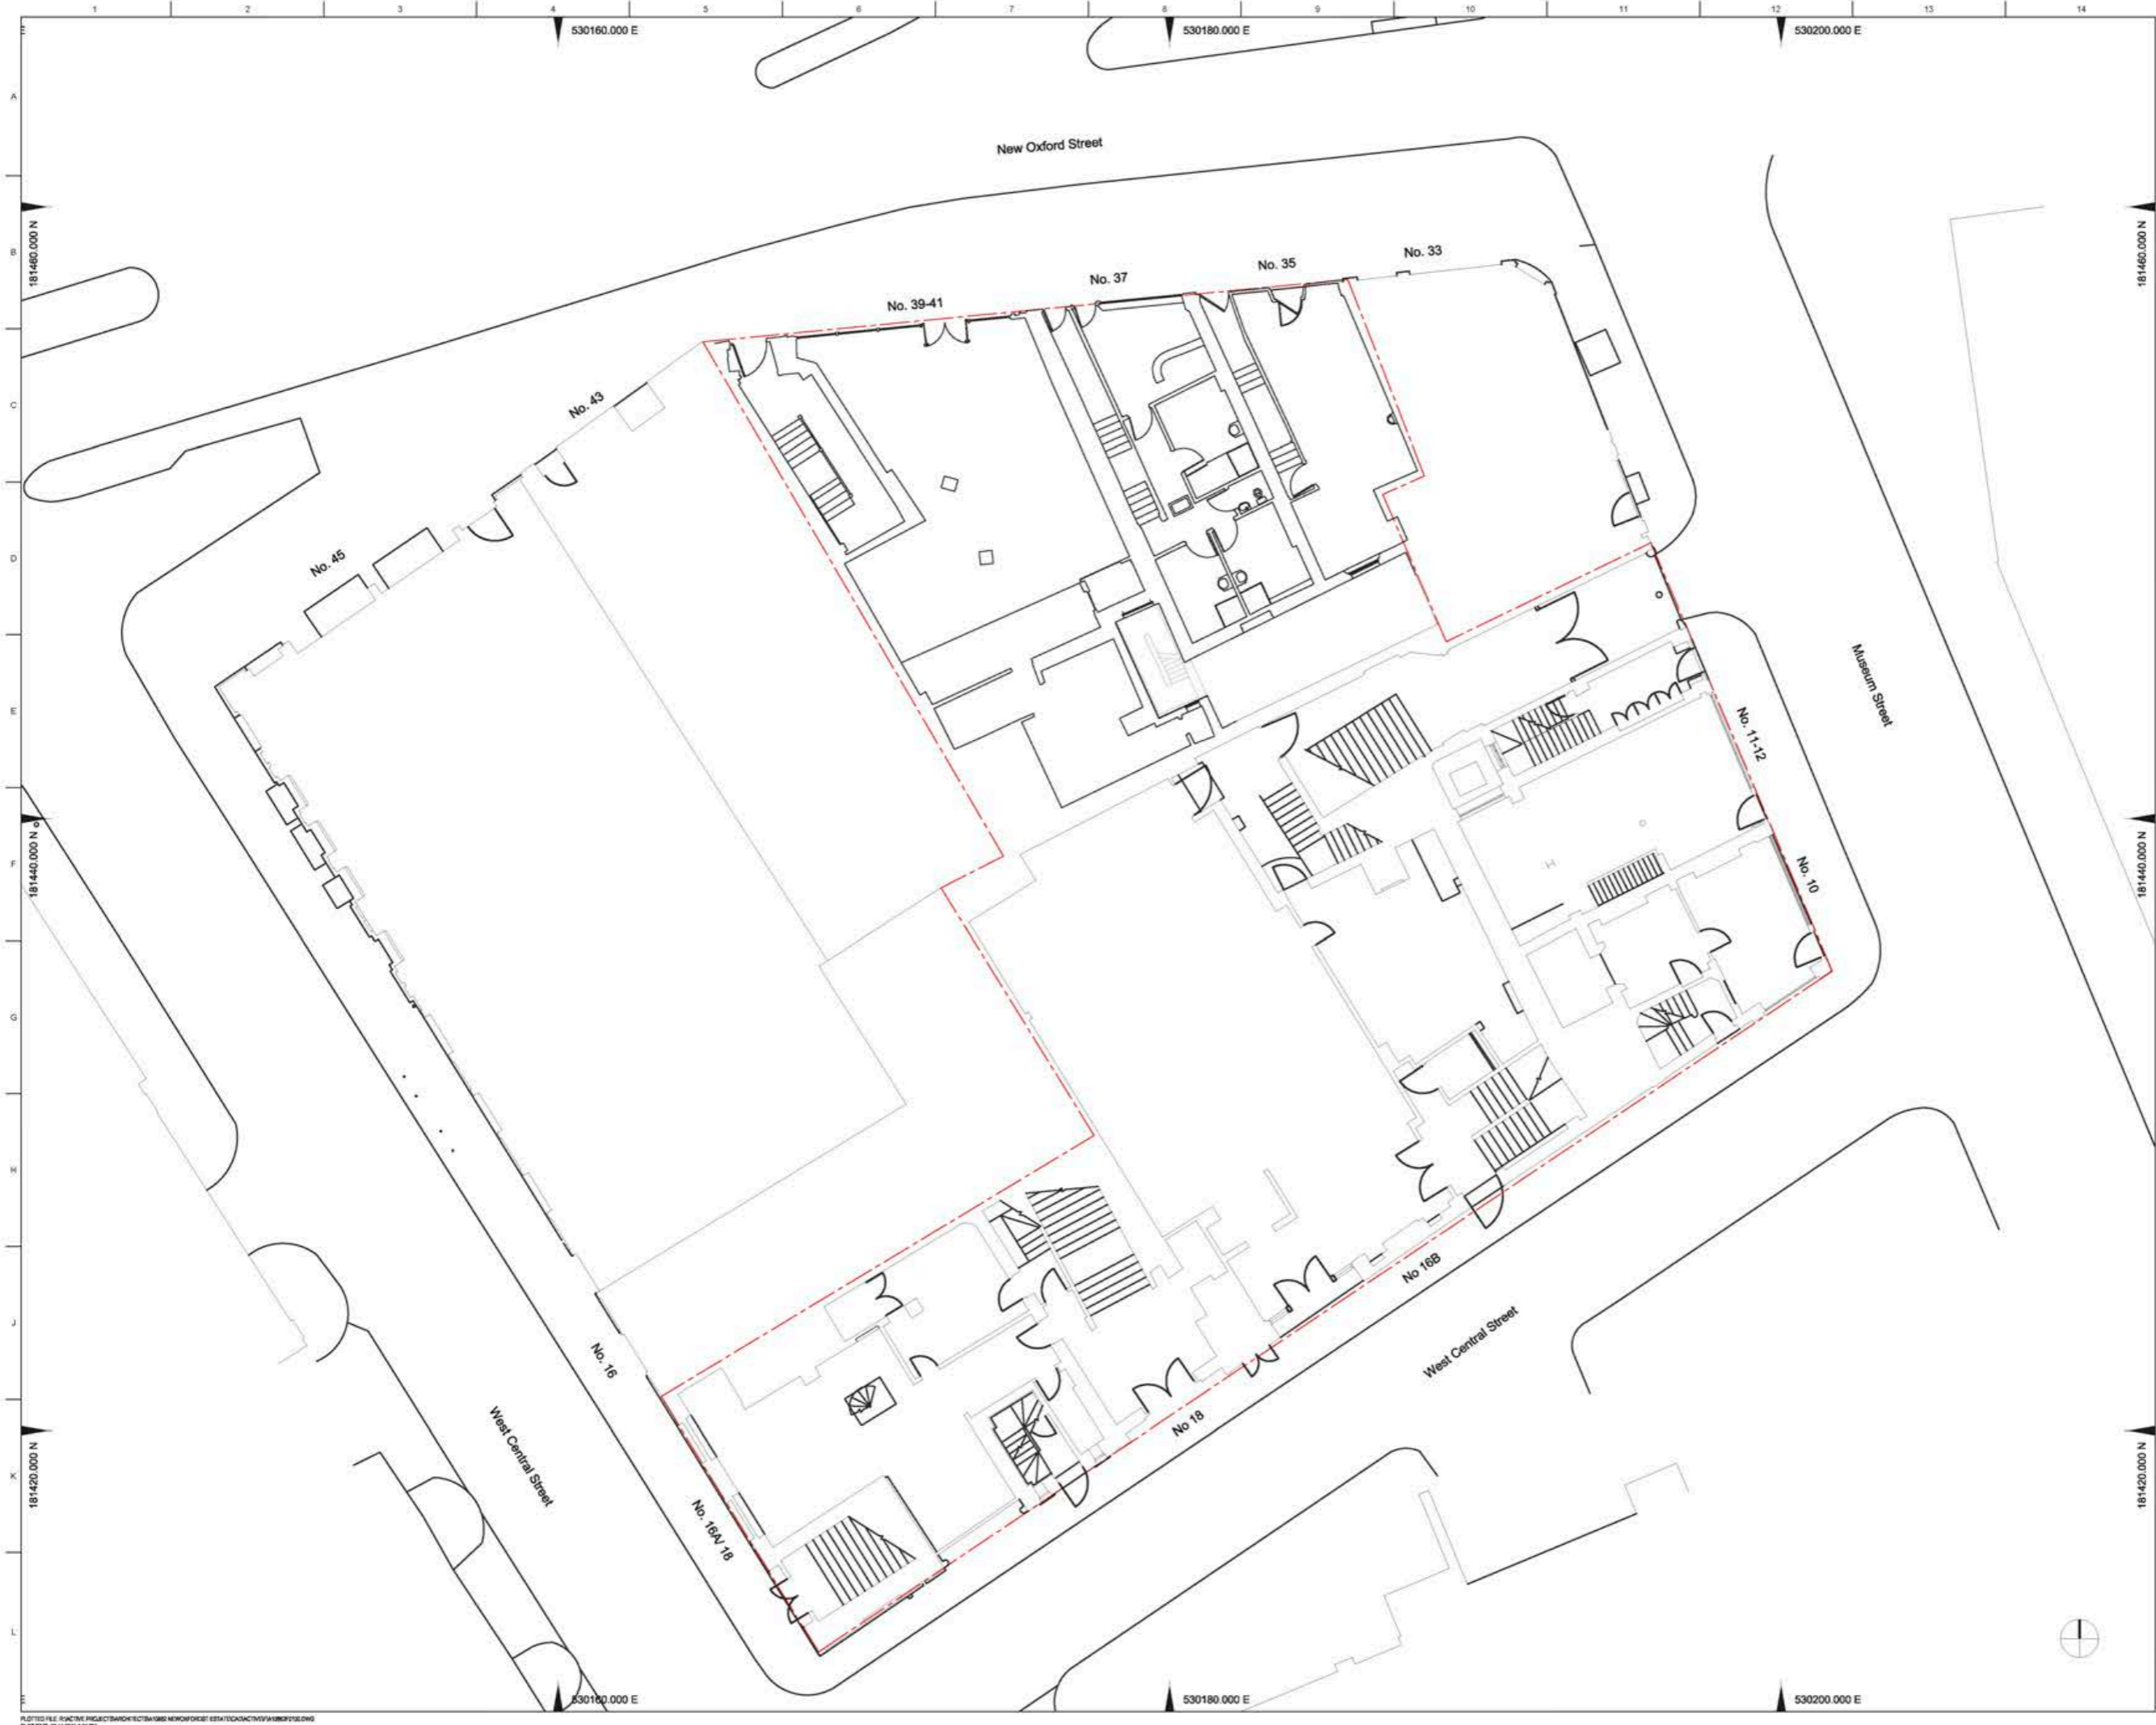 1 2 3 4 5 6 7 8 9 10 11 12 13 14
530160.000 E 530180.000 E 530200.000 E
A
New Oxford Street
181460.000 N
B
No. 33
No. 35
No. 37
No. 39-41
181460.000 N
C
No. 43
D
No. 45
Museum Street
E
No. 11-12
181440.000 N
F
No. 10
181440.000 N
G
H
No 16B
J
West Central Street
No. 16
No 18
181420.000 N
K
West Central Street
No. 16A/ 18
181420.000 N
L
530160.000 E 530180.000 E 530200.000 E